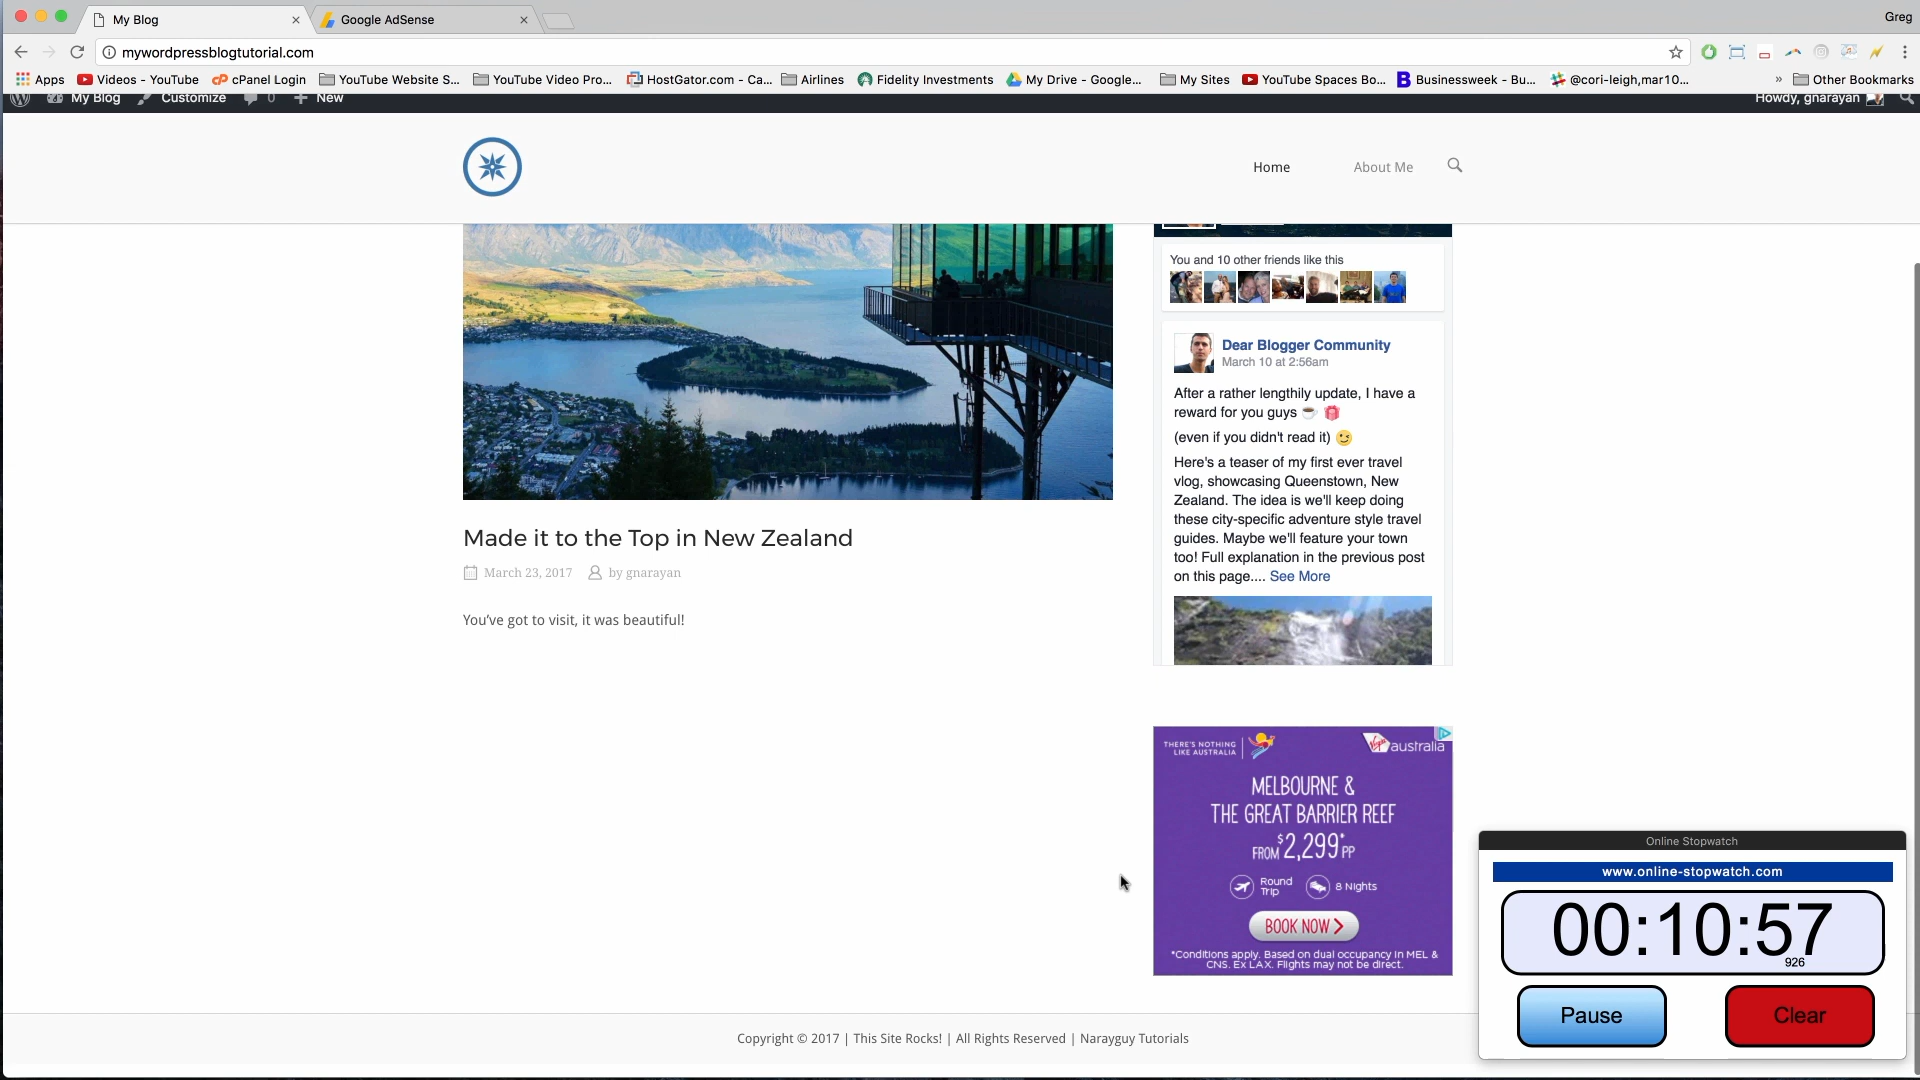 My Blog
Google AdSense
Greg
mywordpressblogtutorial.com
Apps
Videos - YouTube
cPanel Login
YouTube Website S...
YouTube Video Pro...
HostGator.com - Ca...
Airlines
Fidelity Investments
My Drive - Google...
My Sites
YouTube Spaces Bo...
Businessweek - Bu...
@cori-leigh,mar10...
»
Other Bookmarks
My Blog
Customize
0
New
Howdy, gnarayan
Home
About Me
You and 10 other friends like this
Dear Blogger Community
March 10 at 2:56am
After a rather lengthily update, I have a
reward for you guys ☕ 🎁
(even if you didn't read it) 😉
Here's a teaser of my first ever travel
vlog, showcasing Queenstown, New
Zealand. The idea is we'll keep doing
these city-specific adventure style travel
guides. Maybe we'll feature your town
too! Full explanation in the previous post
on this page.... See More
Made it to the Top in New Zealand
March 23, 2017
by gnarayan
You've got to visit, it was beautiful!
THERE'S NOTHING
LIKE AUSTRALIA
Virgin australia
MELBOURNE &
THE GREAT BARRIER REEF
FROM $2,299* PP
Round
Trip
8 Nights
BOOK NOW
*Conditions apply. Based on dual occupancy in MEL &
CNS. Ex LAX. Flights may not be direct.
Online Stopwatch
www.online-stopwatch.com
00:10:57
926
Pause
Clear
Copyright © 2017 | This Site Rocks! | All Rights Reserved | Narayguy Tutorials